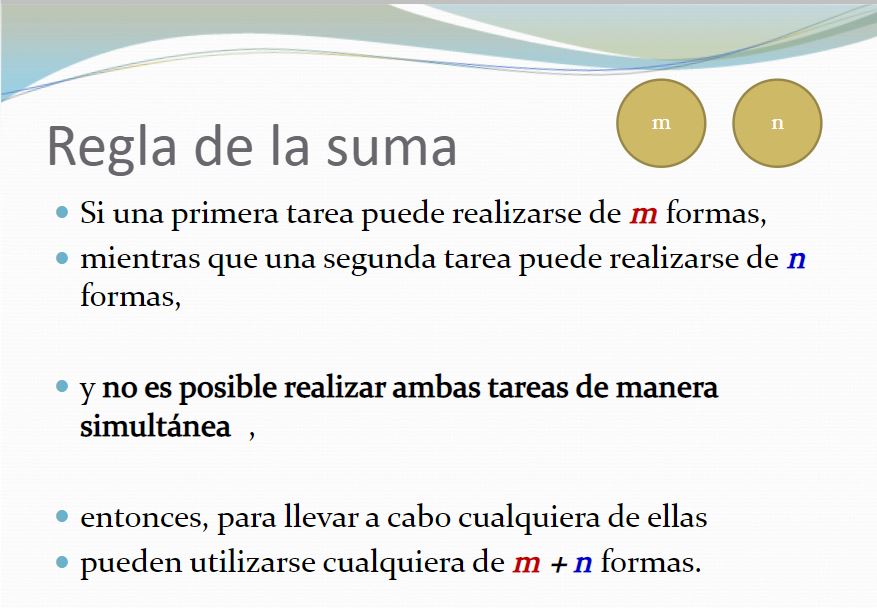 m n
Regla de la suma
Si una primera tarea puede realizarse de m formas,
mientras que una segunda tarea puede realizarse de n
formas,
y no es posible realizar ambas tareas de manera
simultánea ,
entonces, para llevar a cabo cualquiera de ellas
pueden utilizarse cualquiera de m + n formas.